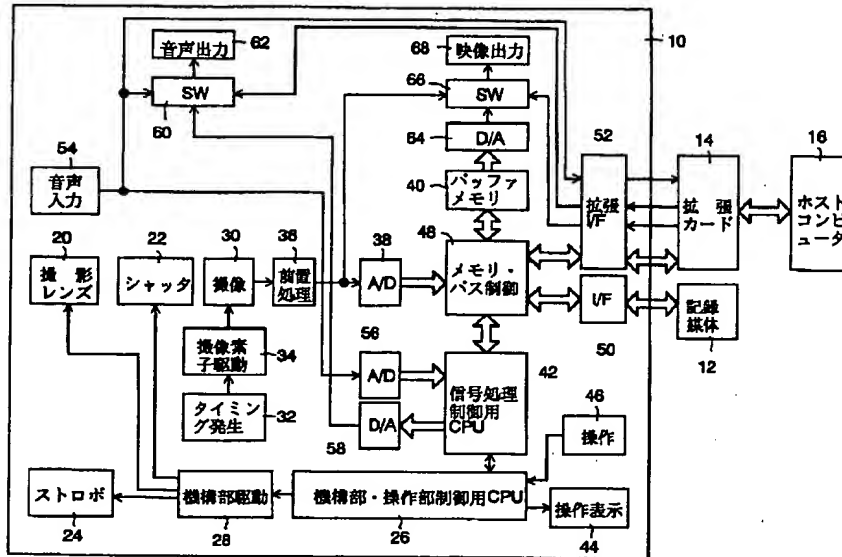 62
音声出力
68
映像出力
10
66
SW
60
SW
54
音声
入力
64
D/A
52
14
16
40
バッファ
メモリ
拡張
I/F
拡張
カード
ホスト
コンピ
ュータ
20
撮影
レンズ
22
シャッタ
30
撮像
36
前置
処理
38
A/D
48
メモリ・
バス制御
I/F
記録
媒体
50
12
撮像素
子駆動
34
56
A/D
42
信号処理
制御用
CPU
タイミン
グ発生
32
D/A
58
46
操作
ストロボ
24
機構部駆動
28
機構部・操作部制御用CPU
26
操作表示
44